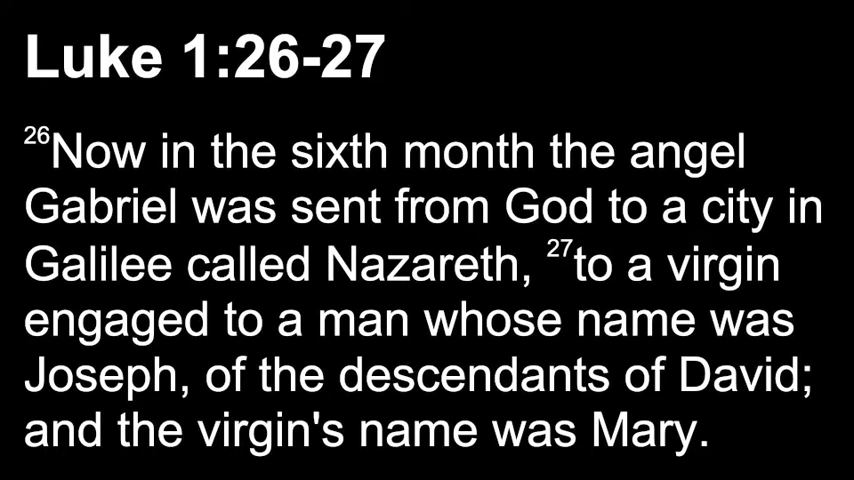 Luke 1:26-27
26Now in the sixth month the angel
Gabriel was sent from God to a city in
Galilee called Nazareth, 27to a virgin
engaged to a man whose name was
Joseph, of the descendants of David;
and the virgin's name was Mary.